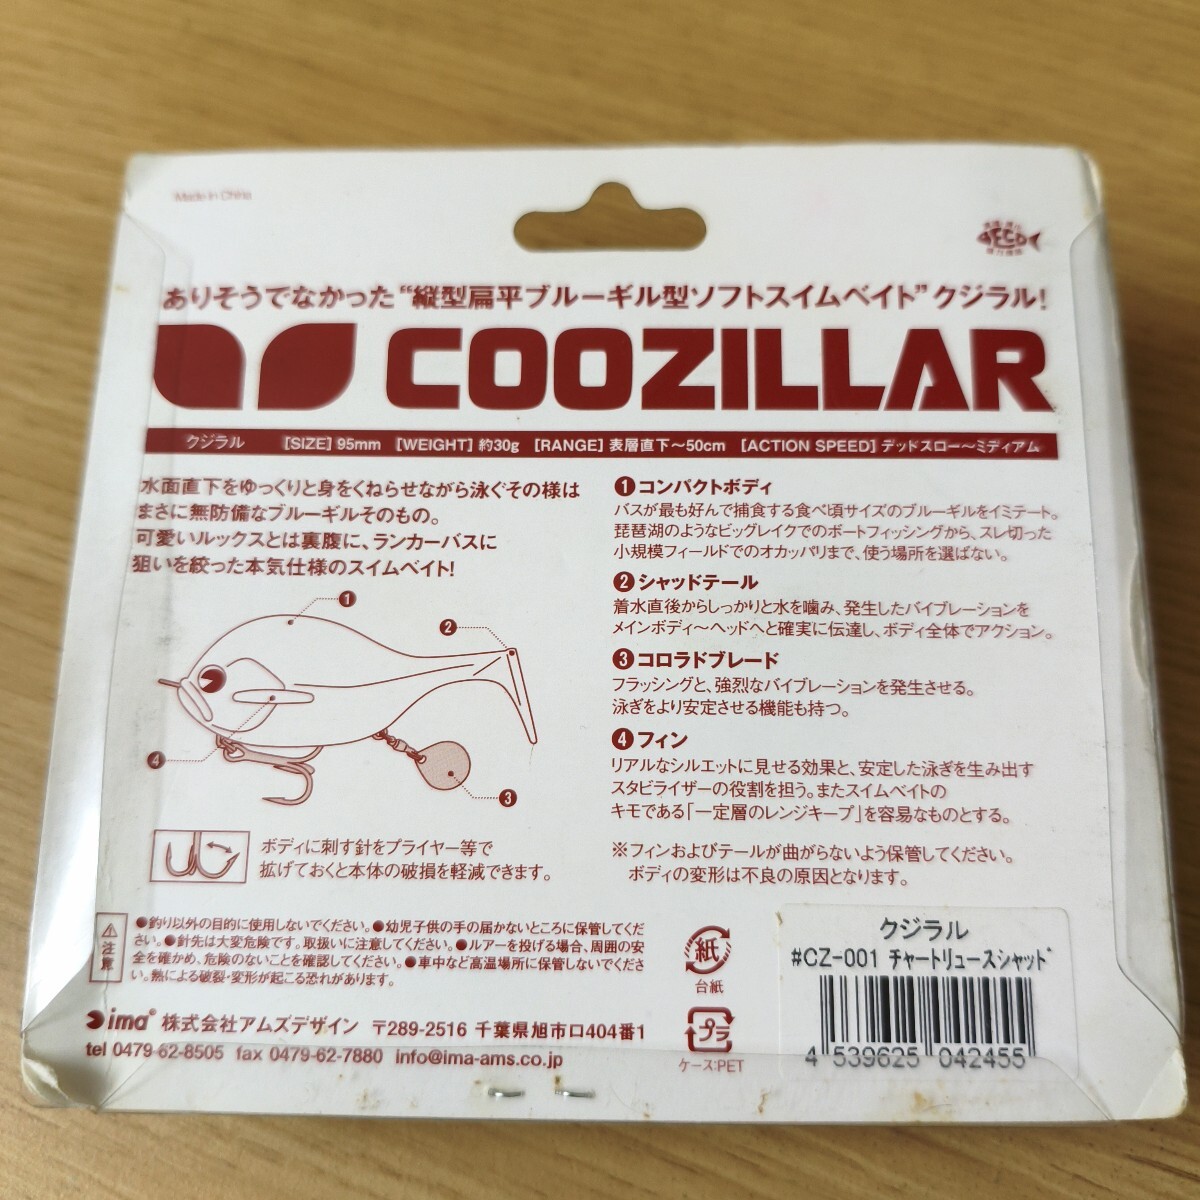 Made in China
ありそうでなかった“縦型扁平ブルーギル型ソフトスイムベイト”クジラル!
COOZILLAR
クジラル [SIZE] 95mm [WEIGHT] 約30g [RANGE] 表層直下〜50cm [ACTION SPEED] デッドスロー〜ミディアム
水面直下をゆっくりと身をくねらせながら泳ぐその様は
まさに無防備なブルーギルそのもの。
可愛いルックスとは裏腹に、ランカーバスに
狙いを絞った本気仕様のスイムベイト!
1
2
3
4
ボディに刺す針をプライヤー等で
拡げておくと本体の破損を軽減できます。
❶コンパクトボディ
バスが最も好んで捕食する食べ頃サイズのブルーギルをイミテート。
琵琶湖のようなビッグレイクでのボートフィッシングから、スレ切った
小規模フィールドでのオカッパリまで、使う場所を選ばない。
❷シャッドテール
着水直後からしっかりと水を噛み、発生したバイブレーションを
メインボディ〜ヘッドへと確実に伝達し、ボディ全体でアクション。
❸コロラドブレード
フラッシングと、強烈なバイブレーションを発生させる。
泳ぎをより安定させる機能も持つ。
❹フィン
リアルなシルエットに見せる効果と、安定した泳ぎを生み出す
スタビライザーの役割を担う。またスイムベイトの
キモである「一定層のレンジキープ」を容易なものとする。
※フィンおよびテールが曲がらないよう保管してください。
ボディの変形は不良の原因となります。
注意
●釣り以外の目的に使用しないでください。●幼児子供の手の届かないところに保管してくだ
さい。●針先は大変危険です。取扱いに注意してください。●ルアーを投げる場合、周囲の安
全を確かめ、危険のないことを確認してください。●車中など高温場所に保管しないでくださ
い。熱による破裂・変形が起こる恐れがあります。
ima 株式会社アムズデザイン 〒289-2516 千葉県旭市ロ404番1
tel 0479-62-8505 fax 0479-62-7880 info@ima-ams.co.jp
紙
台紙
プラ
ケース:PET
クジラル
#CZ-001 チャートリュースシャッド
4 539625 042455